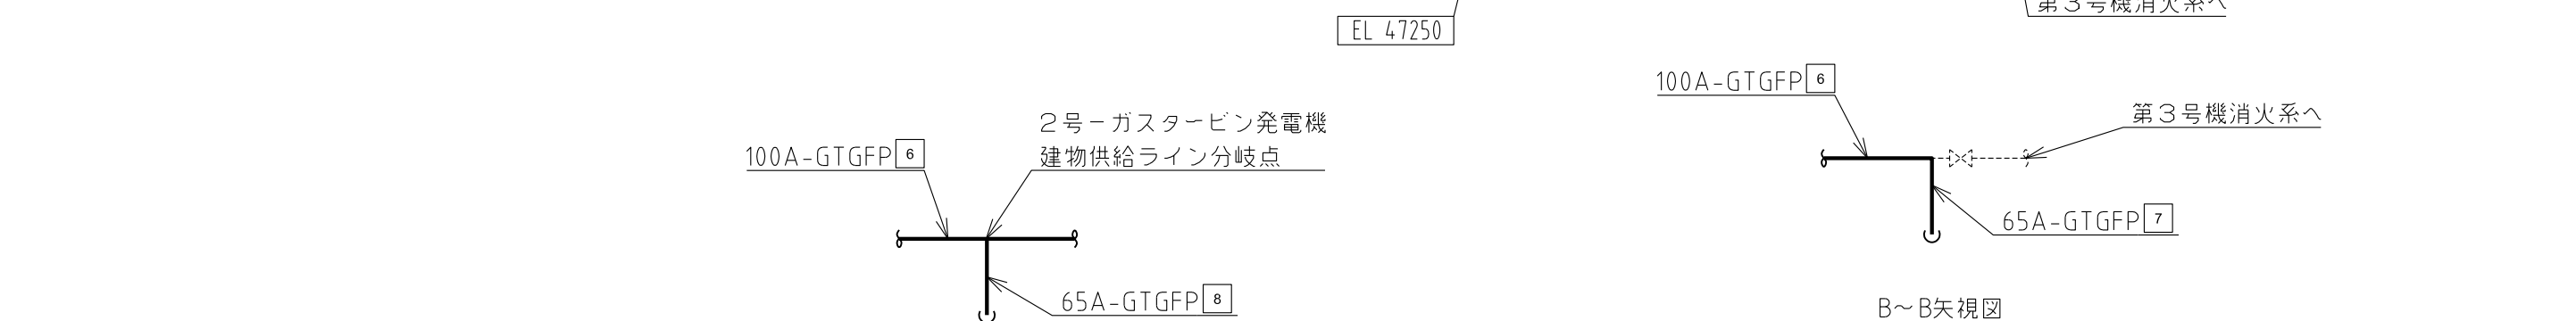 第3号機消火系へ
EL 47250
100A-GTGFP 6
第3号機消火系へ
65A-GTGFP 7
B～B矢視図
2号-ガスタービン発電機
建物供給ライン分岐点
100A-GTGFP 6
65A-GTGFP 8